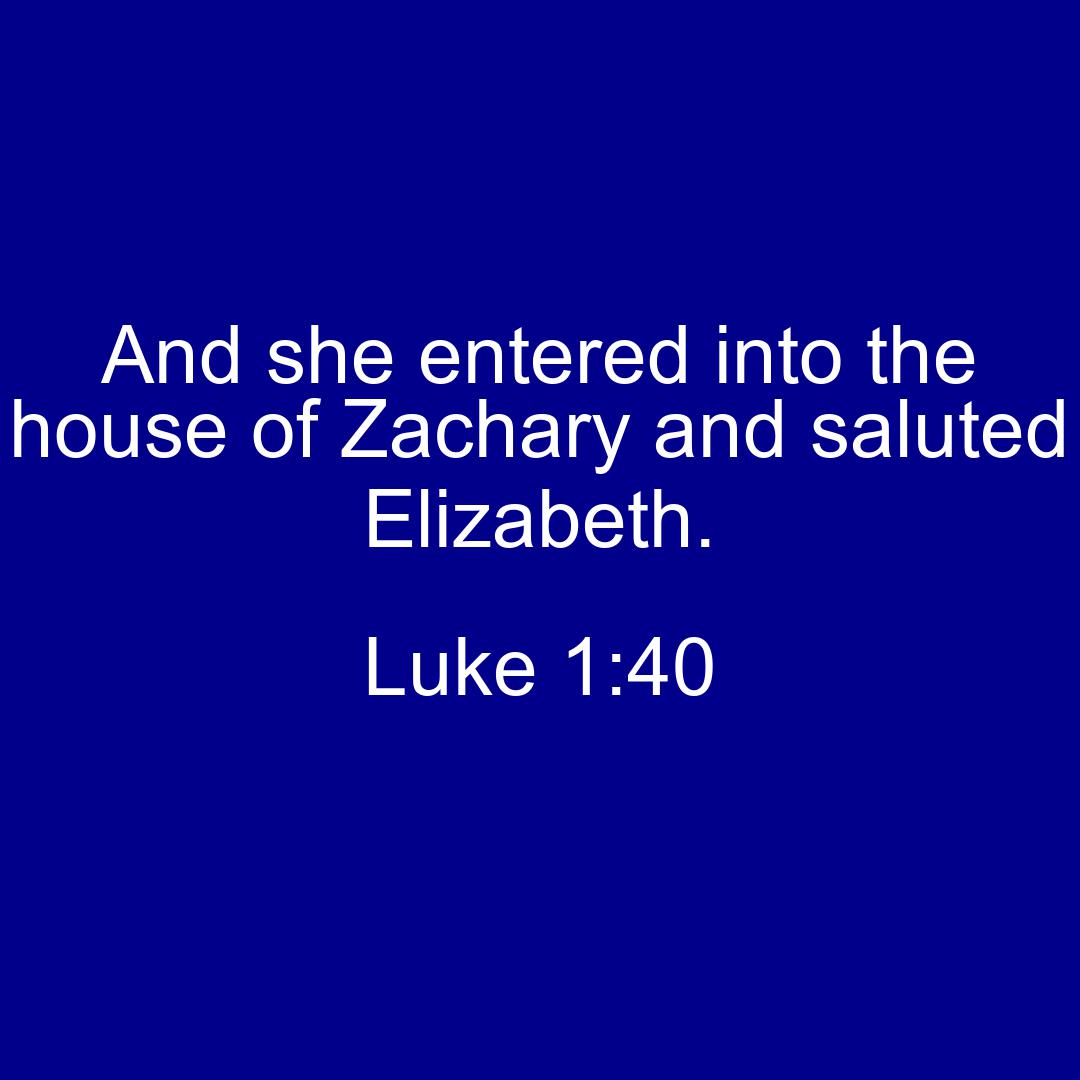 And she entered into the
house of Zachary and saluted
Elizabeth.
Luke 1:40